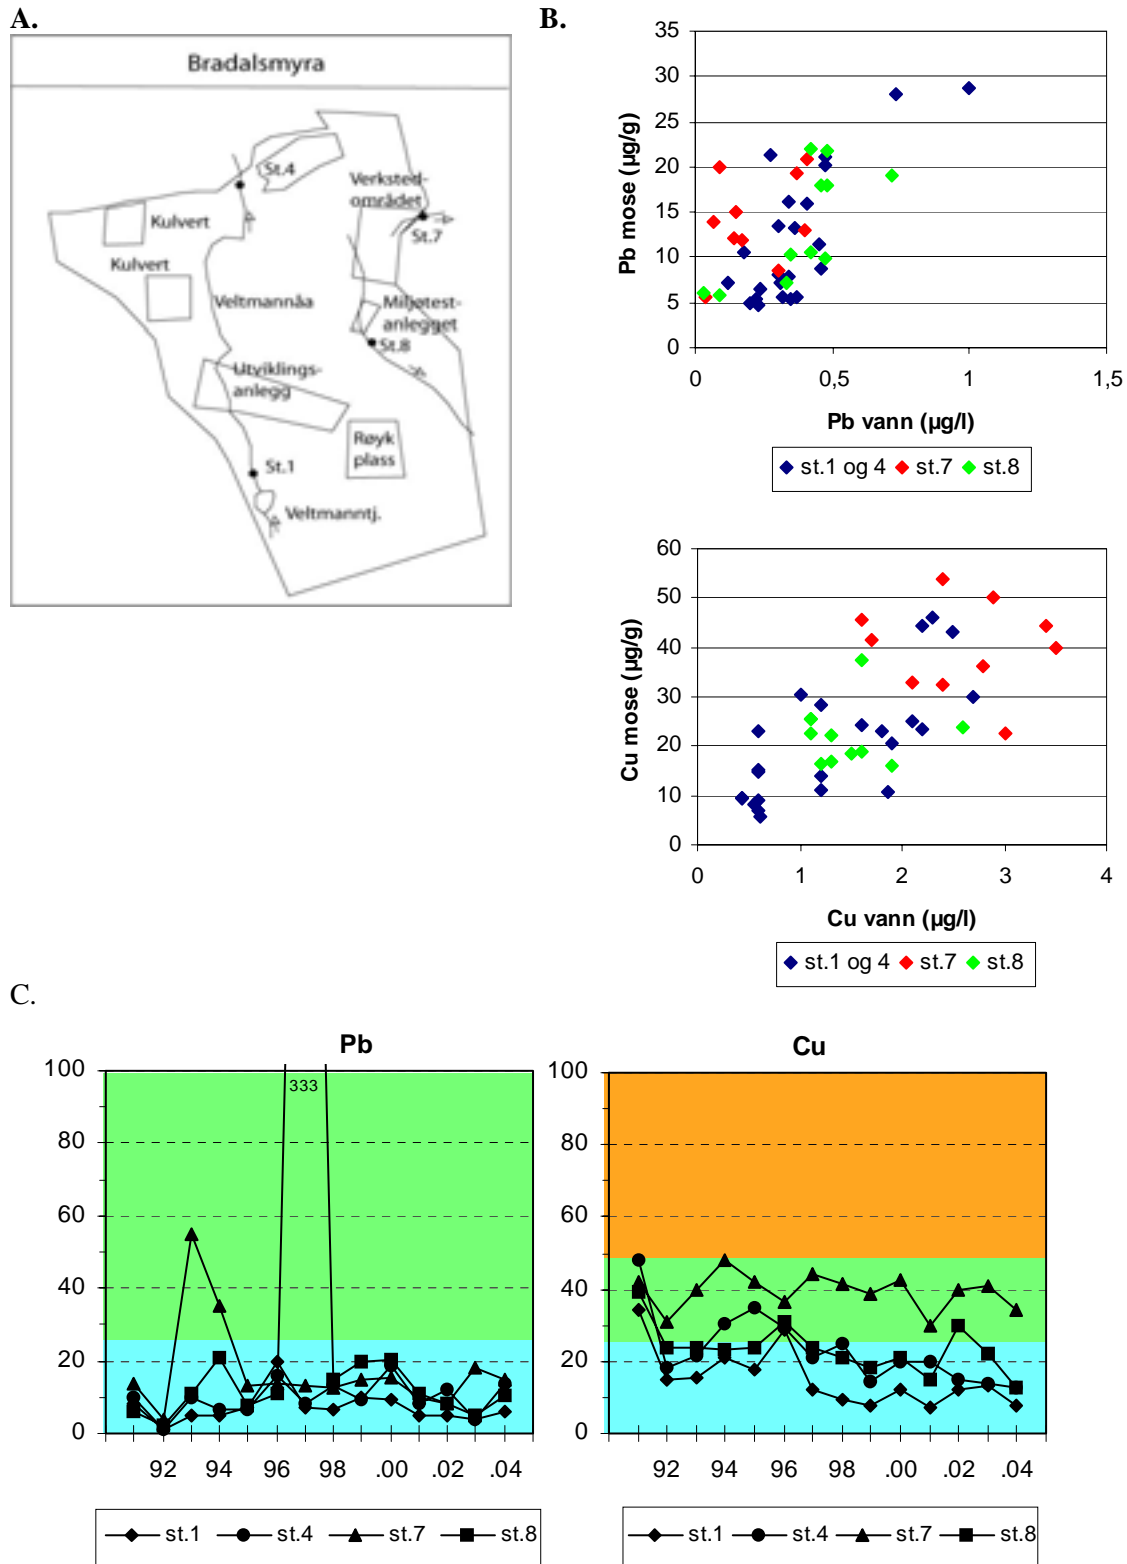 A.
Bradalsmyra
St.4
Verksted-
området
St.7
Kulvert
Kulvert
Veltmannåa
Miljøtest-
anlegget
St.8
Utviklings-
anlegg
Røyk
plass
St.1
Veltmanntj.
B.
35
30
25
20
15
10
5
0
Pb mose (µg/g)
0 0,5 1 1,5
Pb vann (µg/l)
st.1 og 4 st.7 st.8
60
50
40
30
20
10
0
Cu mose (µg/g)
0 1 2 3 4
Cu vann (µg/l)
st.1 og 4 st.7 st.8
C.
Pb
100
80
60
40
20
0
333
92 94 96 98 .00 .02 .04
st.1 st.4 st.7 st.8
Cu
100
80
60
40
20
0
92 94 96 98 .00 .02 .04
st.1 st.4 st.7 st.8